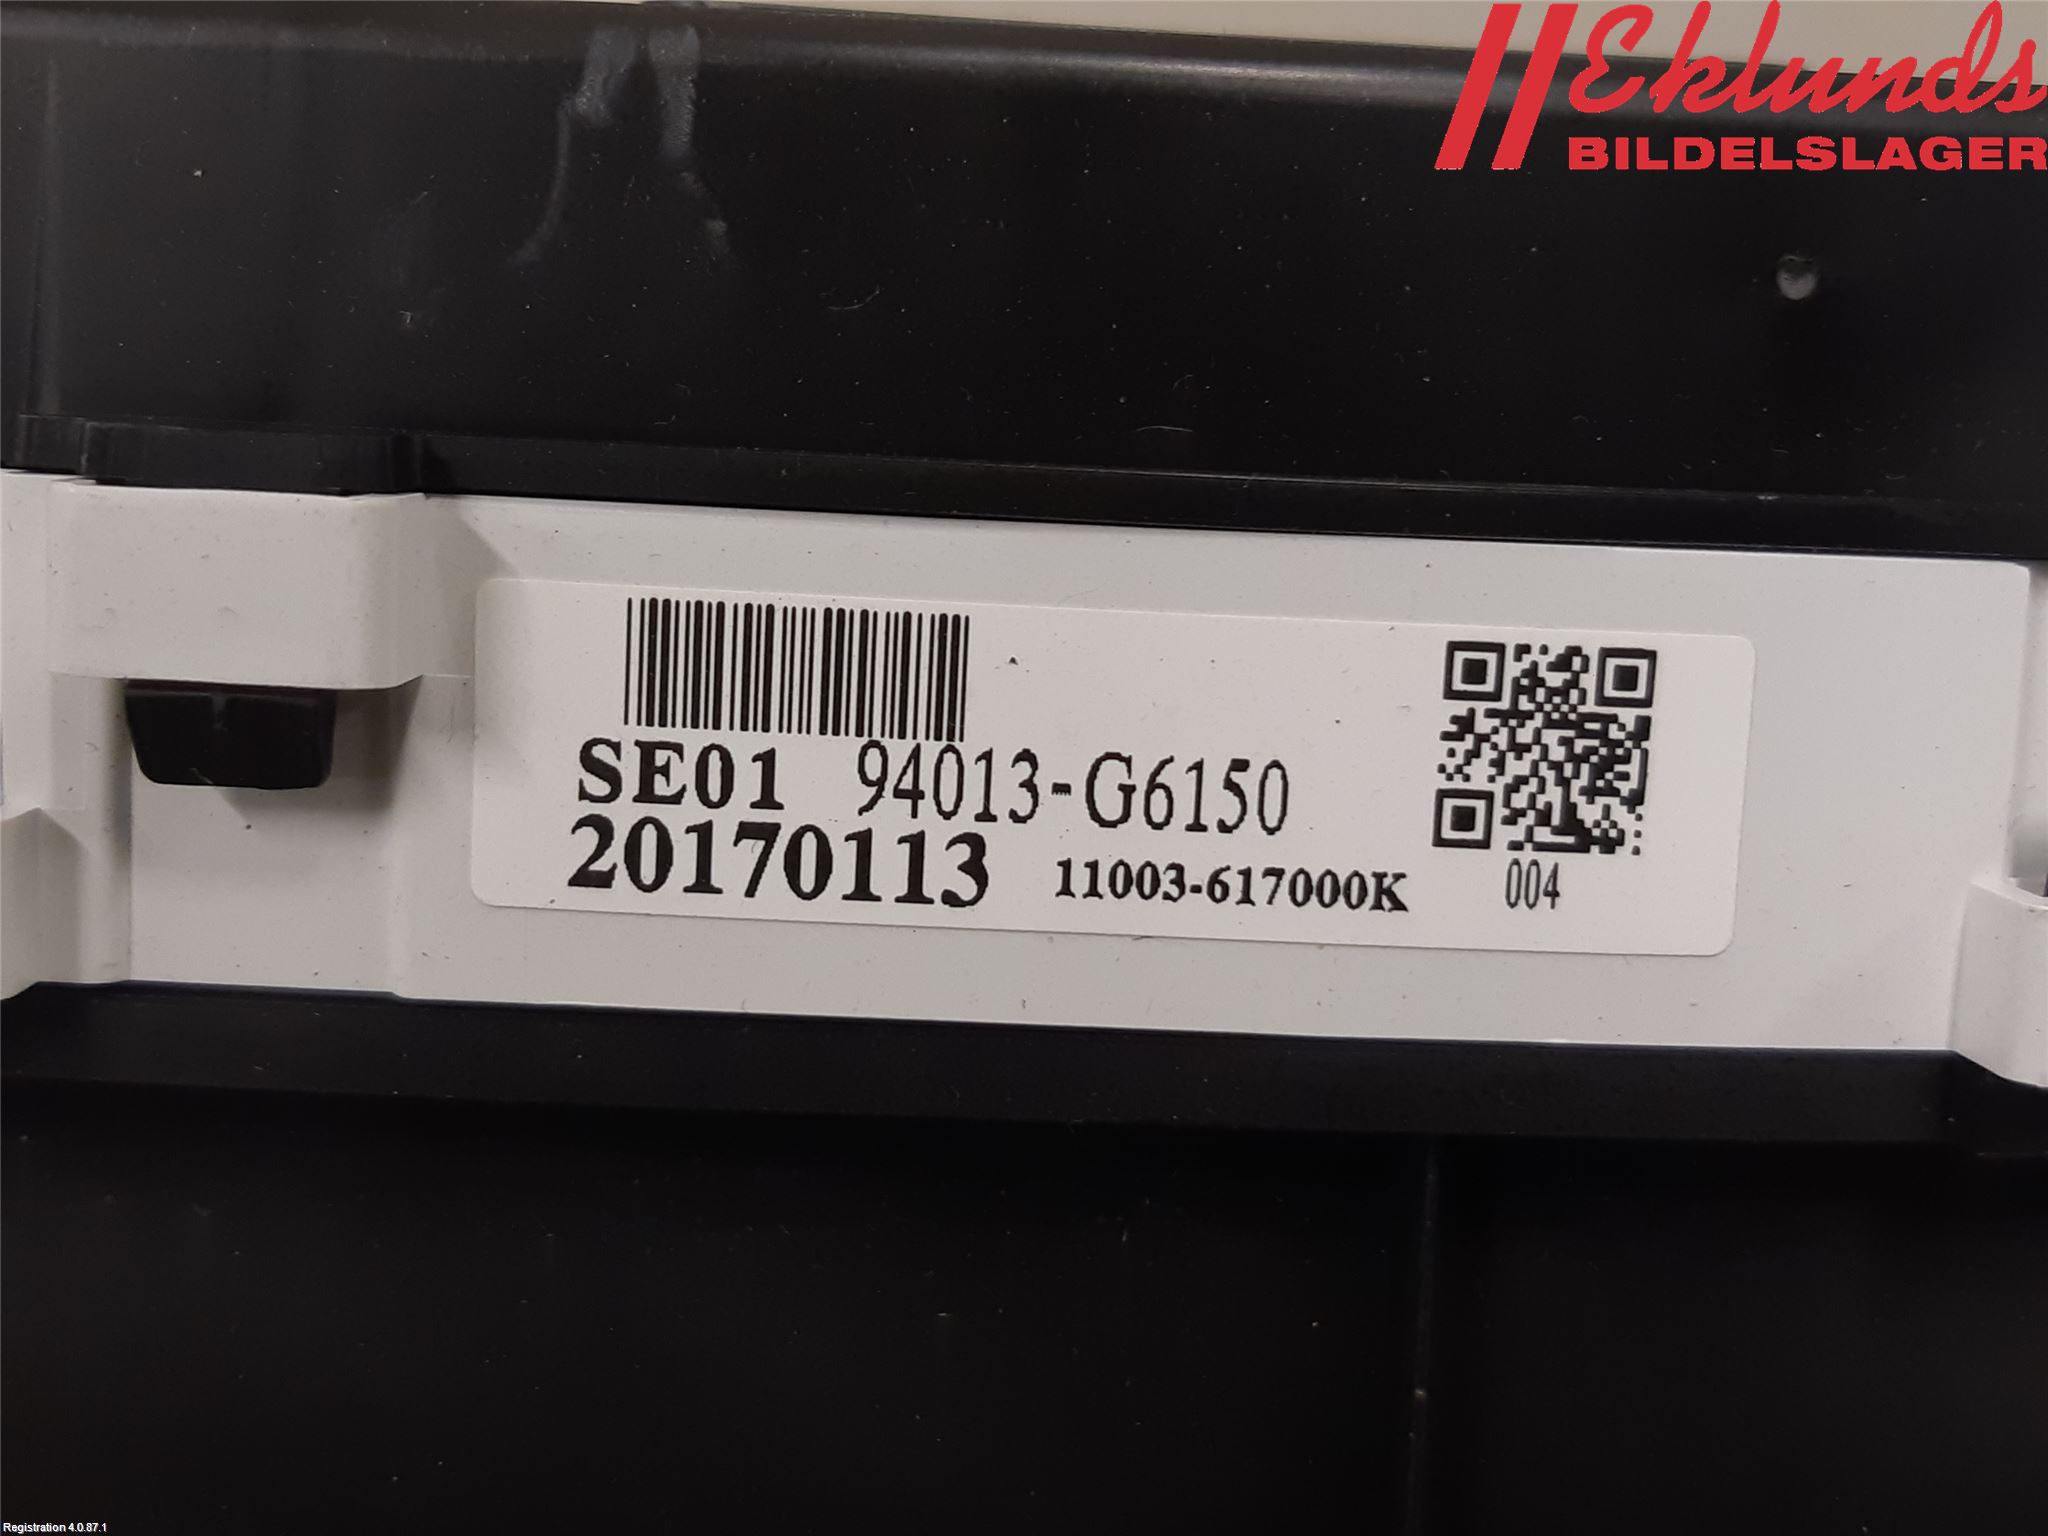 Eklunds
BILDELSLAGER
SE01 94013-G6150
20170113 11003-617000K 004
Registration 4.0.87.1